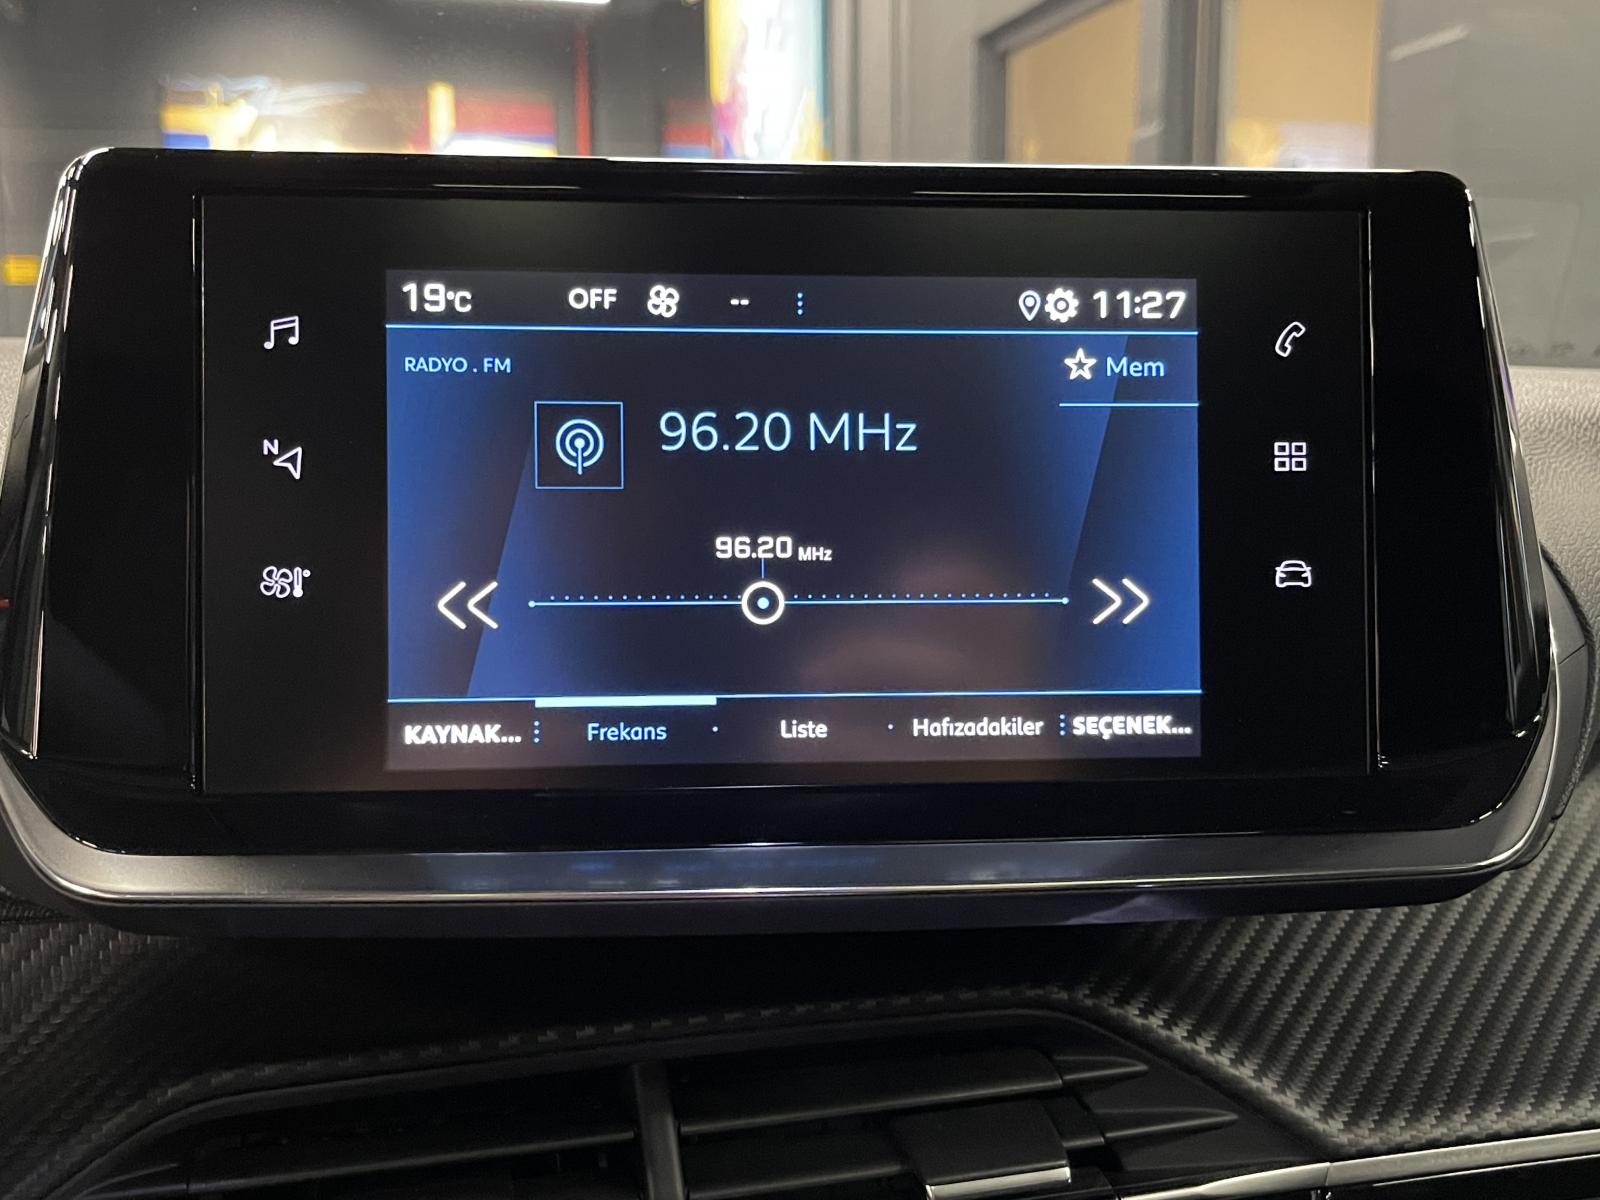 19°C OFF -- 11:27
RADYO . FM
Mem
96.20 MHz
N
96.20 MHz
KAYNAK... Frekans Liste Hafızadakiler SEÇENEK...